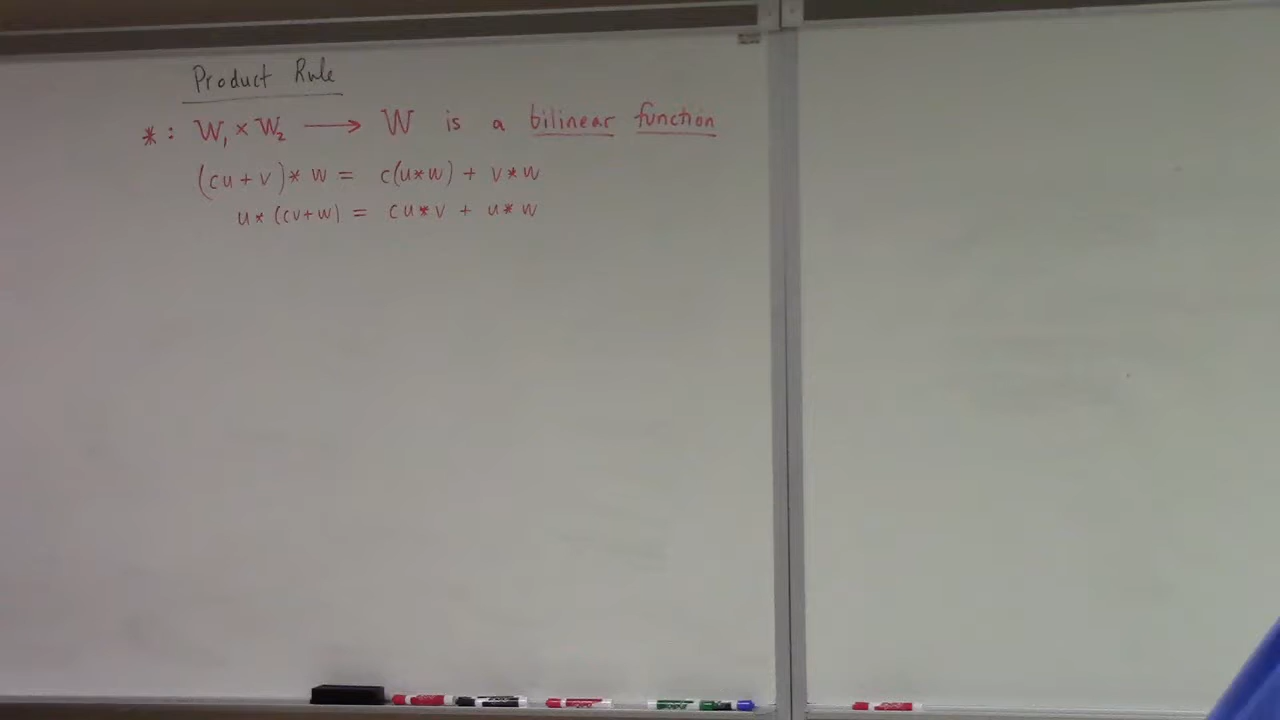 Product Rule
* : W₁ × W₂ ⟶ W is a bilinear function
(cu + v) * w = c(u * w) + v * w
u * (cv + w) = cu * v + u * w